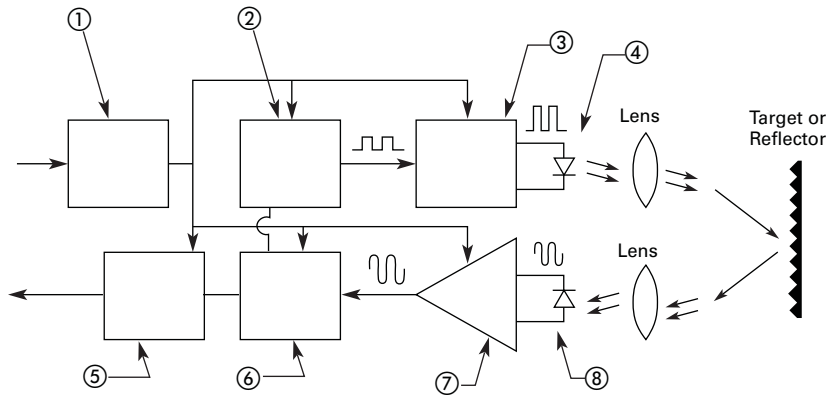 ①
②
③
④
Lens
Target or
Reflector
Lens
⑤
⑥
⑦
⑧